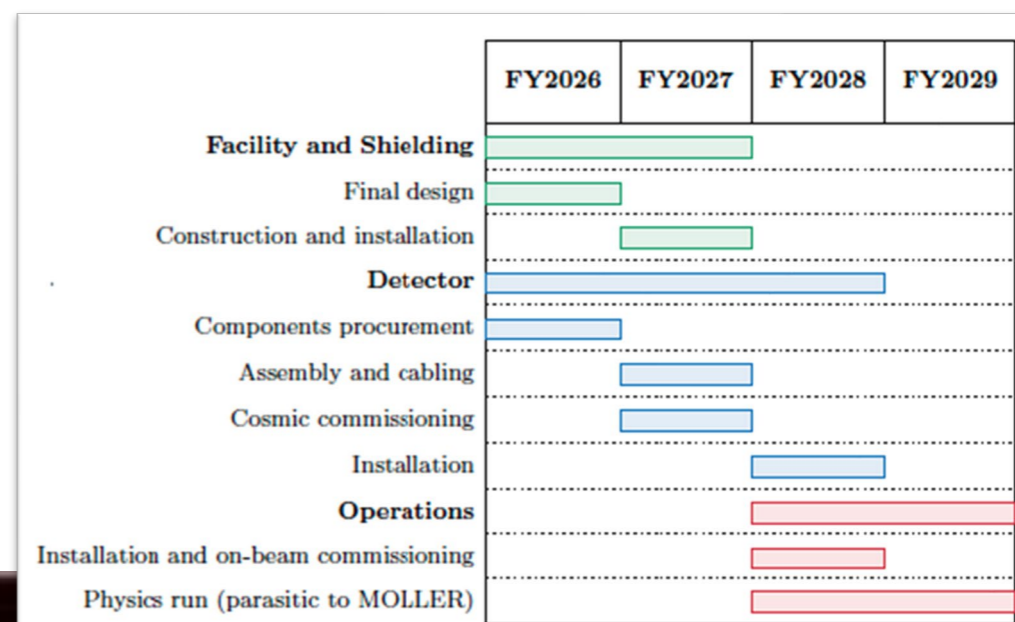 FY2026 FY2027 FY2028 FY2029
Facility and Shielding
Final design
Construction and installation
Detector
Components procurement
Assembly and cabling
Cosmic commissioning
Installation
Operations
Installation and on-beam commissioning
Physics run (parasitic to MOLLER)